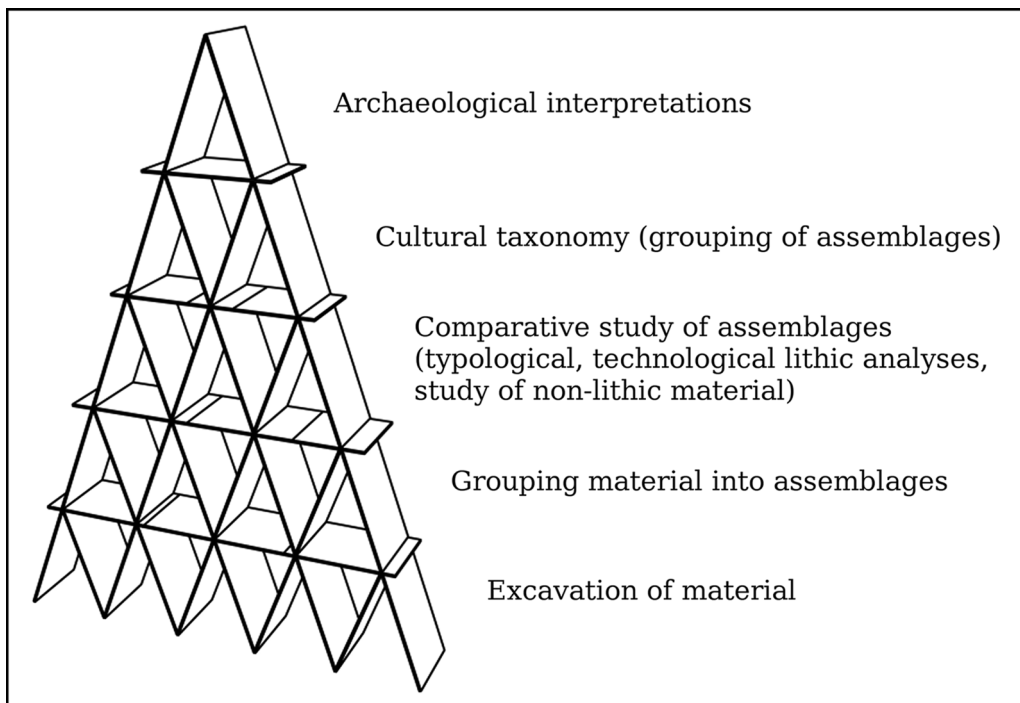 Archaeological interpretations
Cultural taxonomy (grouping of assemblages)
Comparative study of assemblages
(typological, technological lithic analyses,
study of non-lithic material)
Grouping material into assemblages
Excavation of material